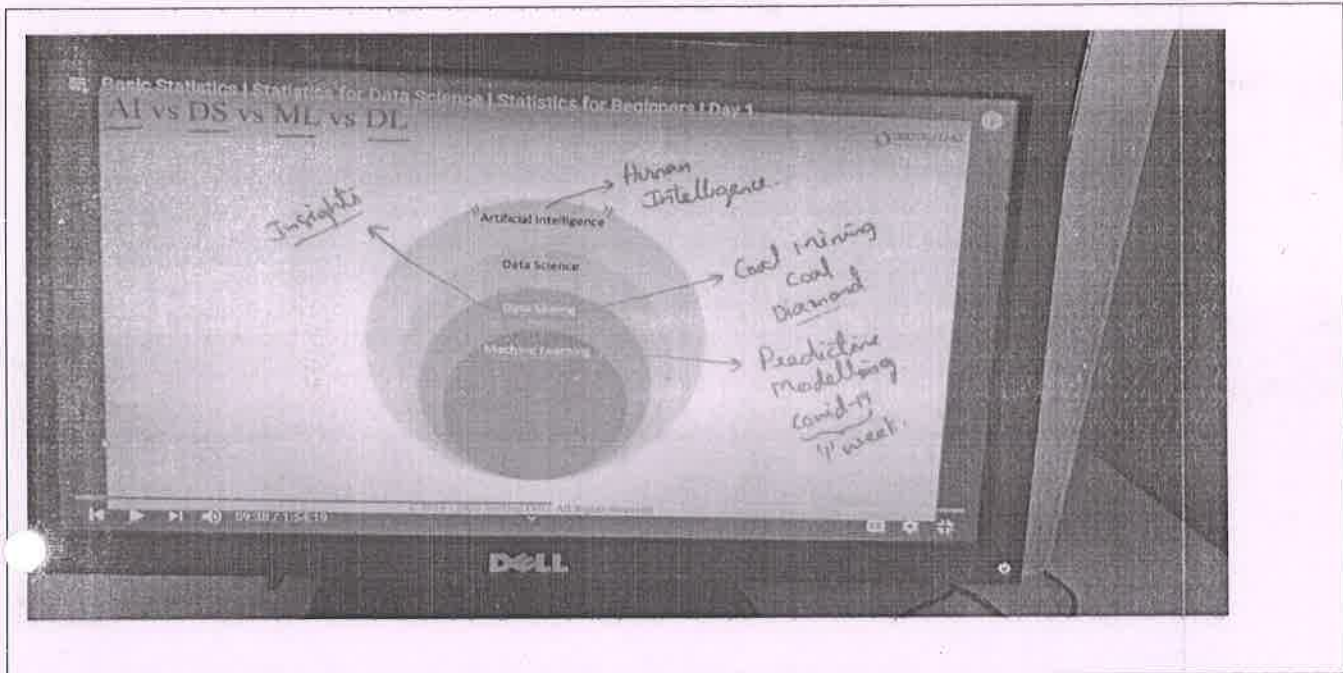 Basic Statistics | Statistics for Data Science | Statistics for Beginners | Day 1
AI vs DS vs ML vs DL
Human
Intelligence.
Insights
"Artificial Intelligence"
Data Science
Data Mining
Machine Learning
Coal mining
Coal
Diamond
Predictive
Modelling
Covid-19
'1' week.
DELL